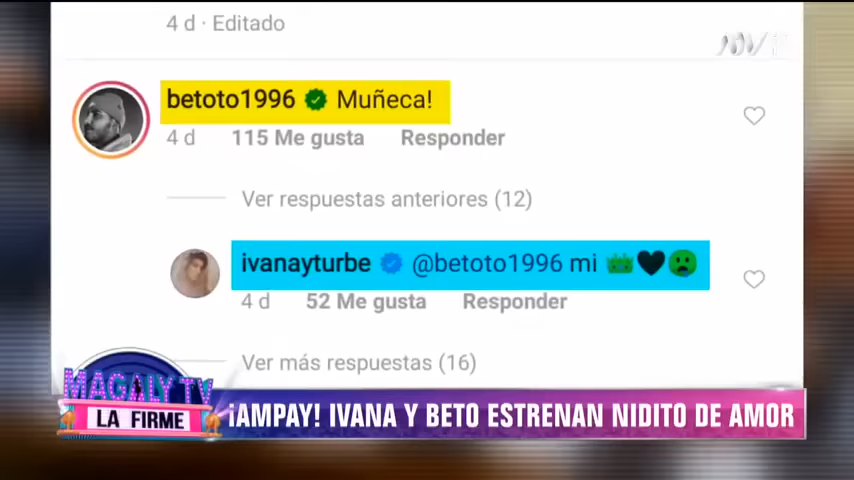 4 d · Editado
betoto1996 Muñeca!
4 d 115 Me gusta Responder
Ver respuestas anteriores (12)
ivanayturbe @betoto1996 mi 👑🖤😮
4 d 52 Me gusta Responder
Ver más respuestas (16)
MAGALY TV
LA FIRME
¡AMPAY! IVANA Y BETO ESTRENAN NIDITO DE AMOR